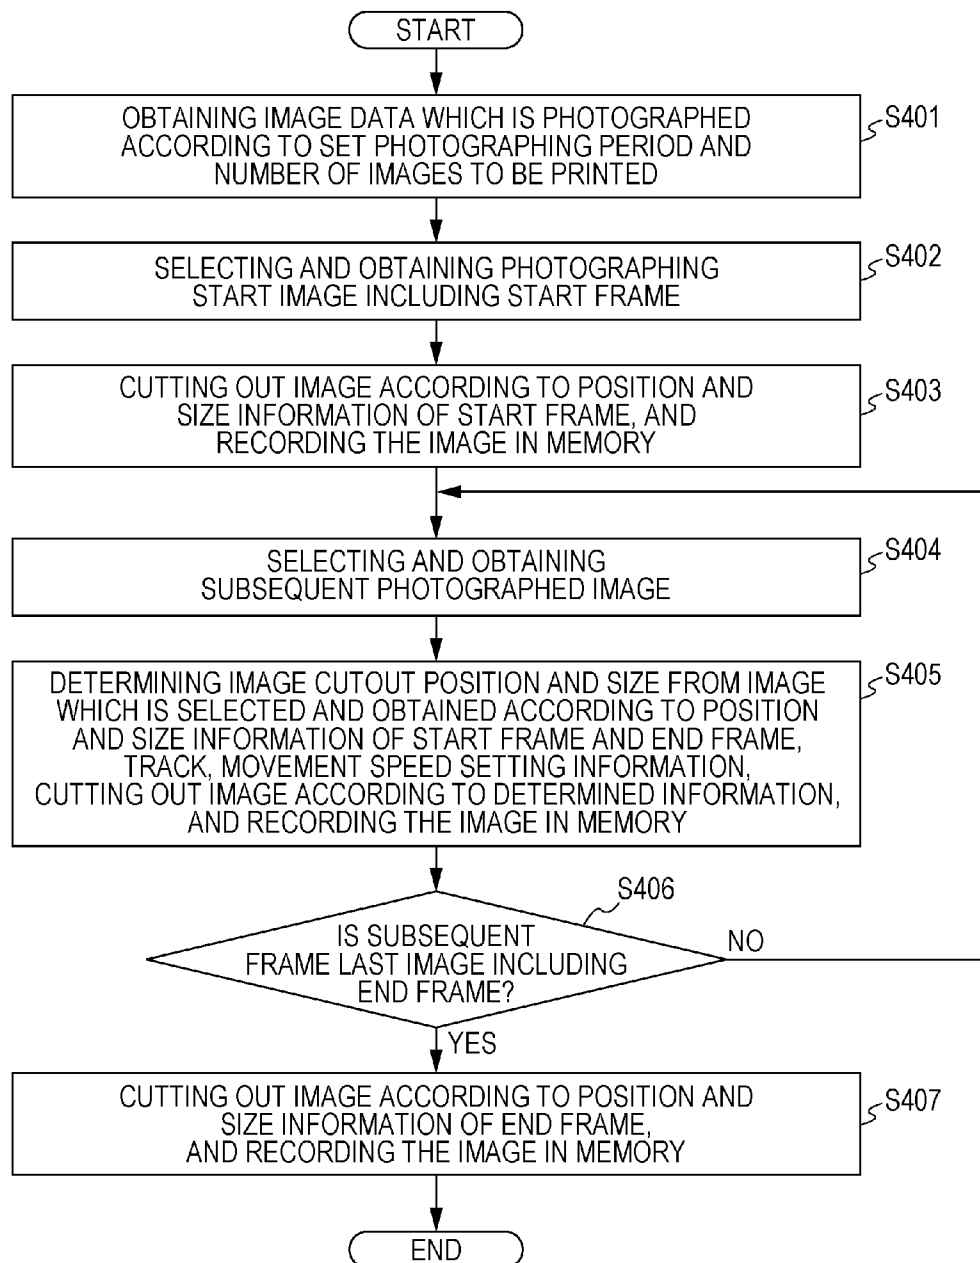 START
OBTAINING IMAGE DATA WHICH IS PHOTOGRAPHED
ACCORDING TO SET PHOTOGRAPHING PERIOD AND
NUMBER OF IMAGES TO BE PRINTED
S401
SELECTING AND OBTAINING PHOTOGRAPHING
START IMAGE INCLUDING START FRAME
S402
CUTTING OUT IMAGE ACCORDING TO POSITION AND
SIZE INFORMATION OF START FRAME, AND
RECORDING THE IMAGE IN MEMORY
S403
SELECTING AND OBTAINING
SUBSEQUENT PHOTOGRAPHED IMAGE
S404
DETERMINING IMAGE CUTOUT POSITION AND SIZE FROM IMAGE
WHICH IS SELECTED AND OBTAINED ACCORDING TO POSITION
AND SIZE INFORMATION OF START FRAME AND END FRAME,
TRACK, MOVEMENT SPEED SETTING INFORMATION,
CUTTING OUT IMAGE ACCORDING TO DETERMINED INFORMATION,
AND RECORDING THE IMAGE IN MEMORY
S405
S406
IS SUBSEQUENT
FRAME LAST IMAGE INCLUDING
END FRAME?
NO
YES
CUTTING OUT IMAGE ACCORDING TO POSITION AND
SIZE INFORMATION OF END FRAME,
AND RECORDING THE IMAGE IN MEMORY
S407
END